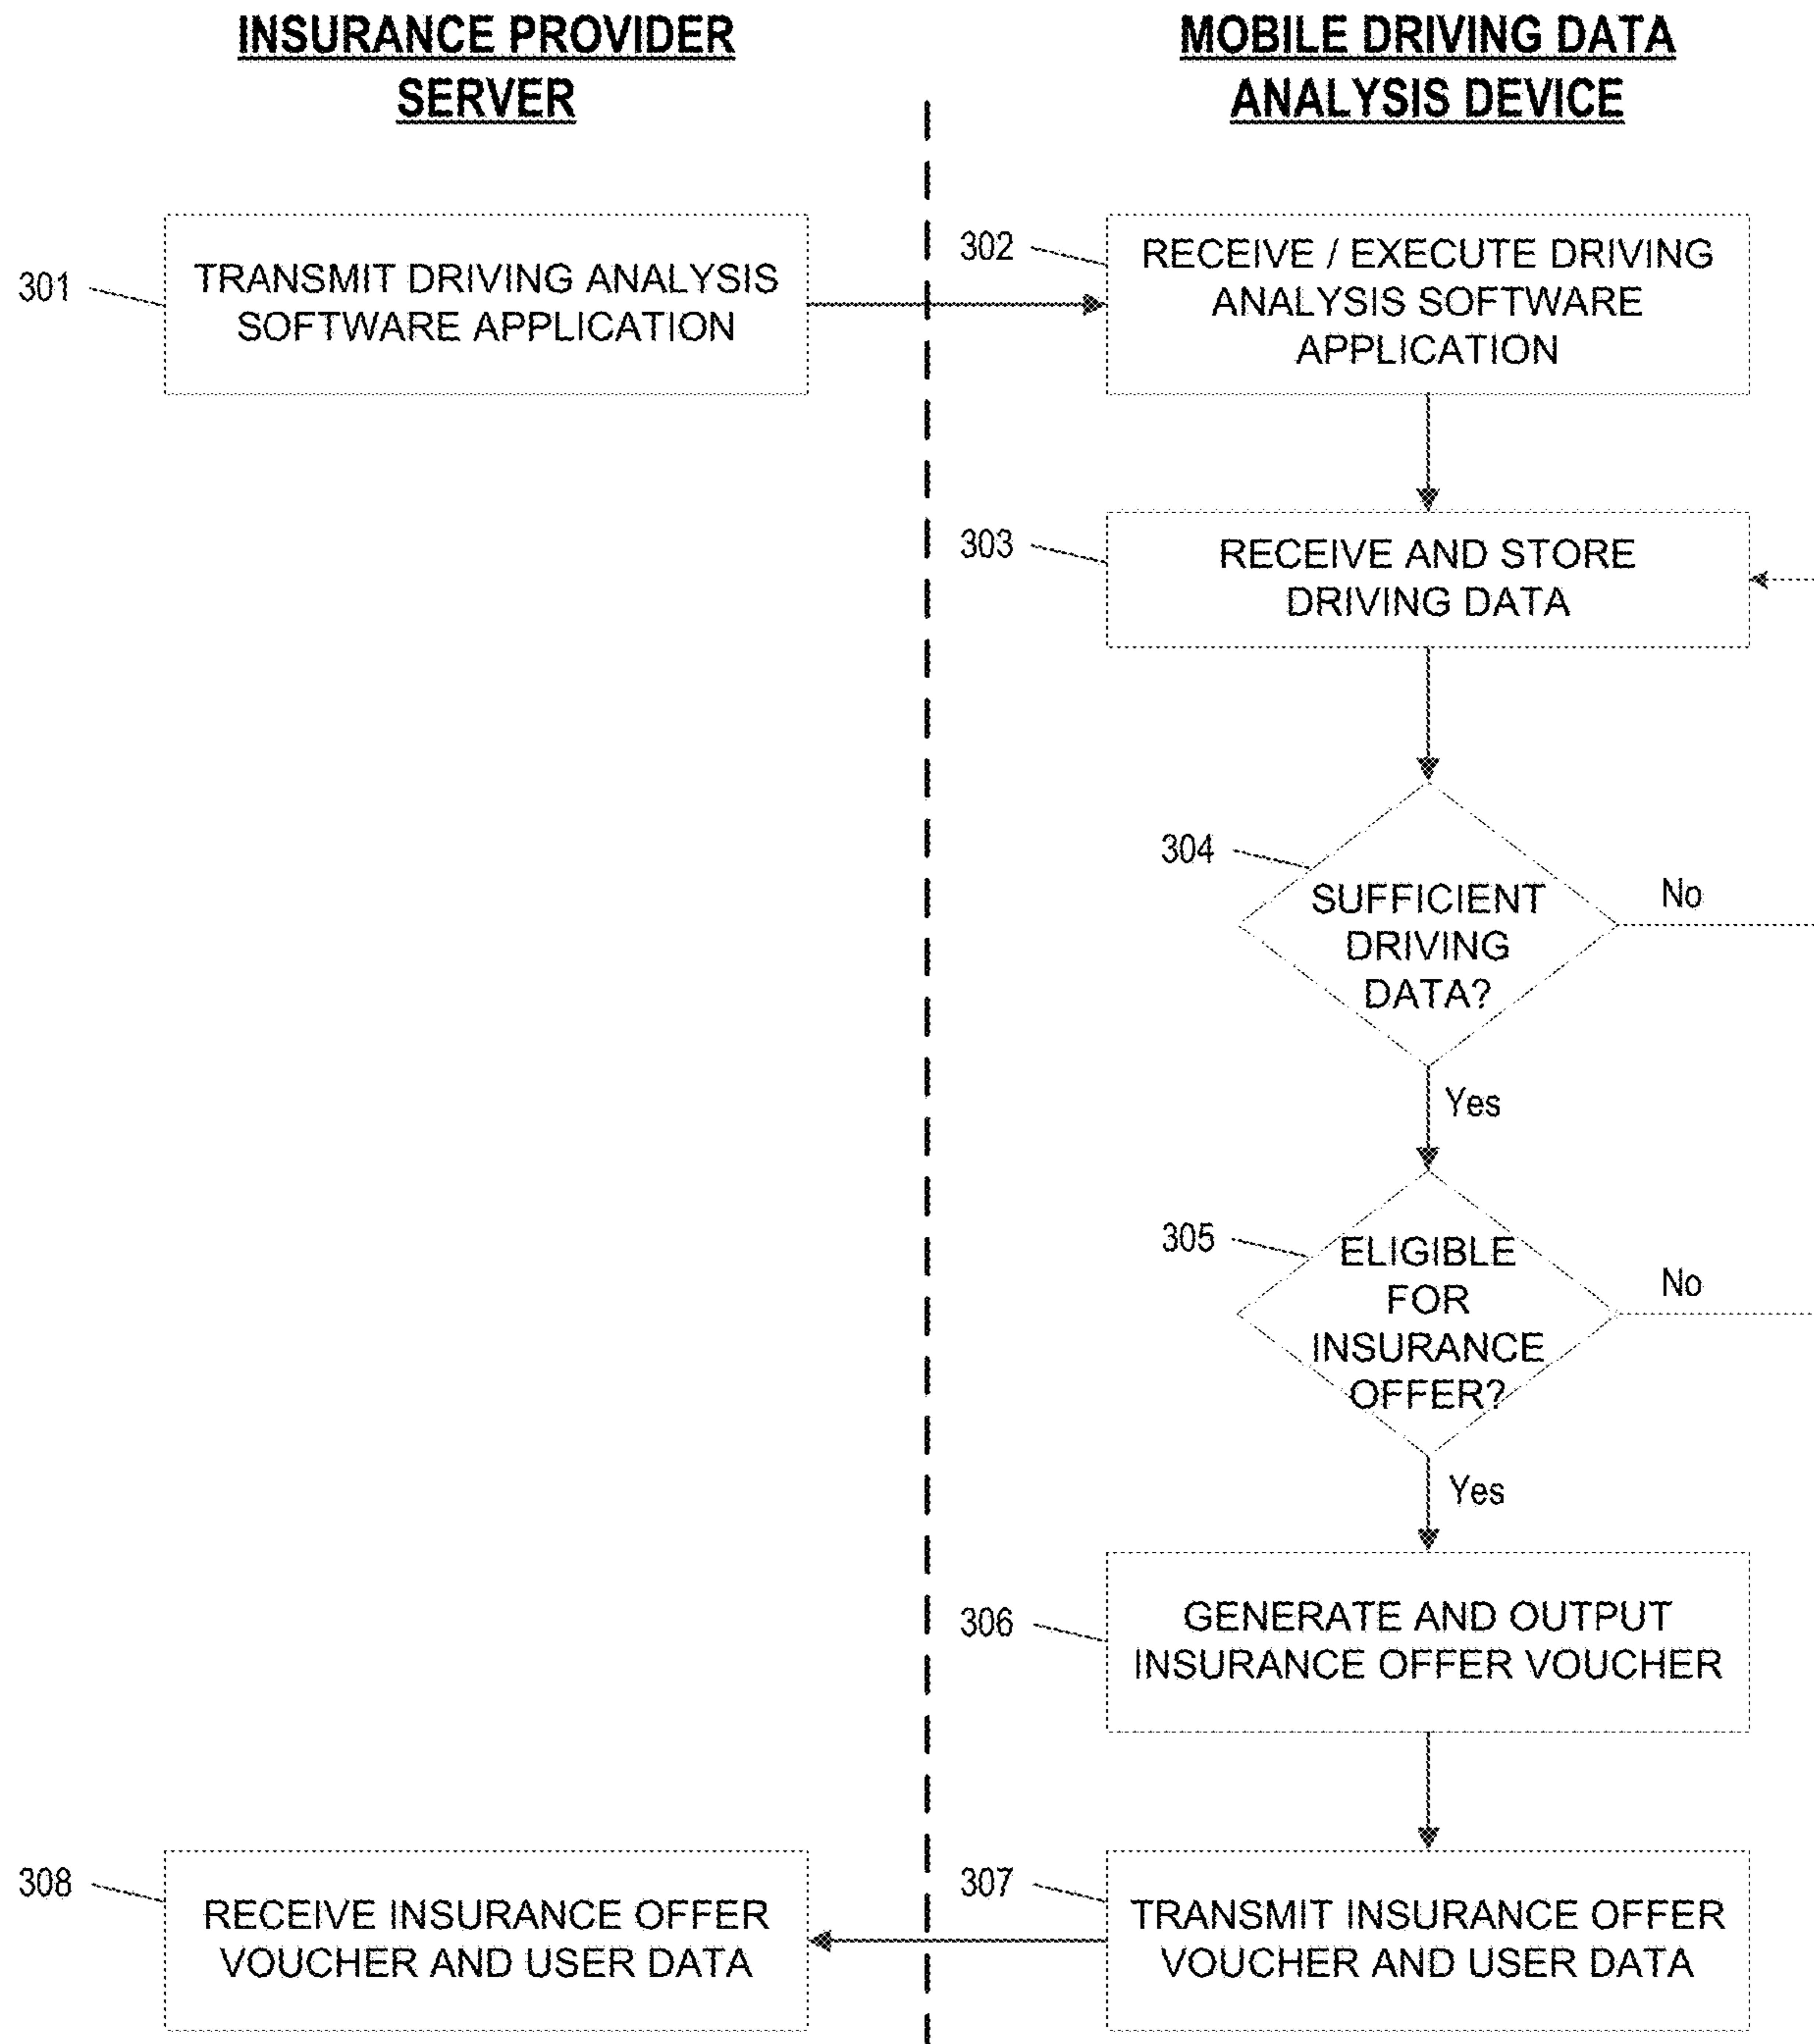 INSURANCE PROVIDER
SERVER
MOBILE DRIVING DATA
ANALYSIS DEVICE
301
TRANSMIT DRIVING ANALYSIS
SOFTWARE APPLICATION
302
RECEIVE / EXECUTE DRIVING
ANALYSIS SOFTWARE
APPLICATION
303
RECEIVE AND STORE
DRIVING DATA
304
SUFFICIENT
DRIVING
DATA?
No
Yes
305
ELIGIBLE
FOR
INSURANCE
OFFER?
No
Yes
306
GENERATE AND OUTPUT
INSURANCE OFFER VOUCHER
307
TRANSMIT INSURANCE OFFER
VOUCHER AND USER DATA
308
RECEIVE INSURANCE OFFER
VOUCHER AND USER DATA